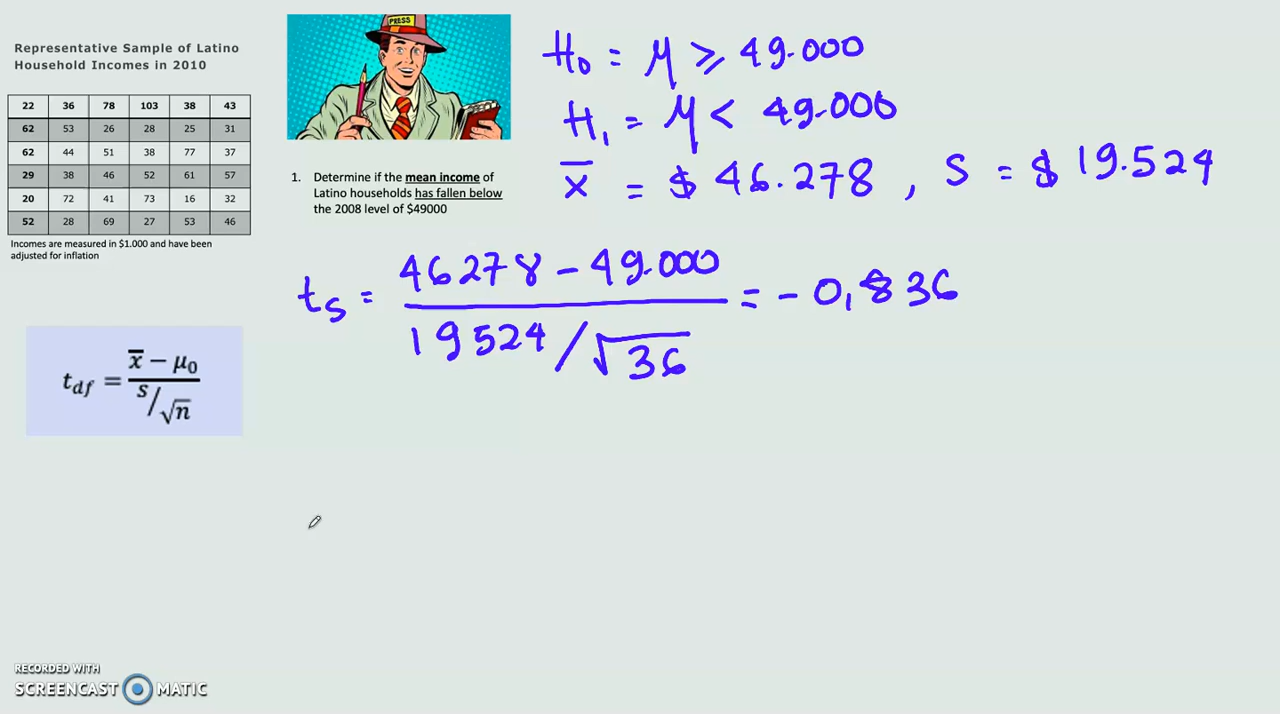 Representative Sample of Latino
Household Incomes in 2010
22 36 78 103 38 43
62 53 26 28 25 31
62 44 51 38 77 37
29 38 46 52 61 57
20 72 41 73 16 32
52 28 69 27 53 46
Incomes are measured in $1.000 and have been
adjusted for inflation
PRESS
1. Determine if the mean income of
Latino households has fallen below
the 2008 level of $49000
H₀ = μ ≥ 49.000
H₁ = μ < 49.000
x̄ = $ 46.278 , S = $ 19.524
tₛ = 46278 - 49.000 / 19524/√36 = - 0,836
t_df = x̄ − μ₀ / s/√n
RECORDED WITH
SCREENCAST MATIC